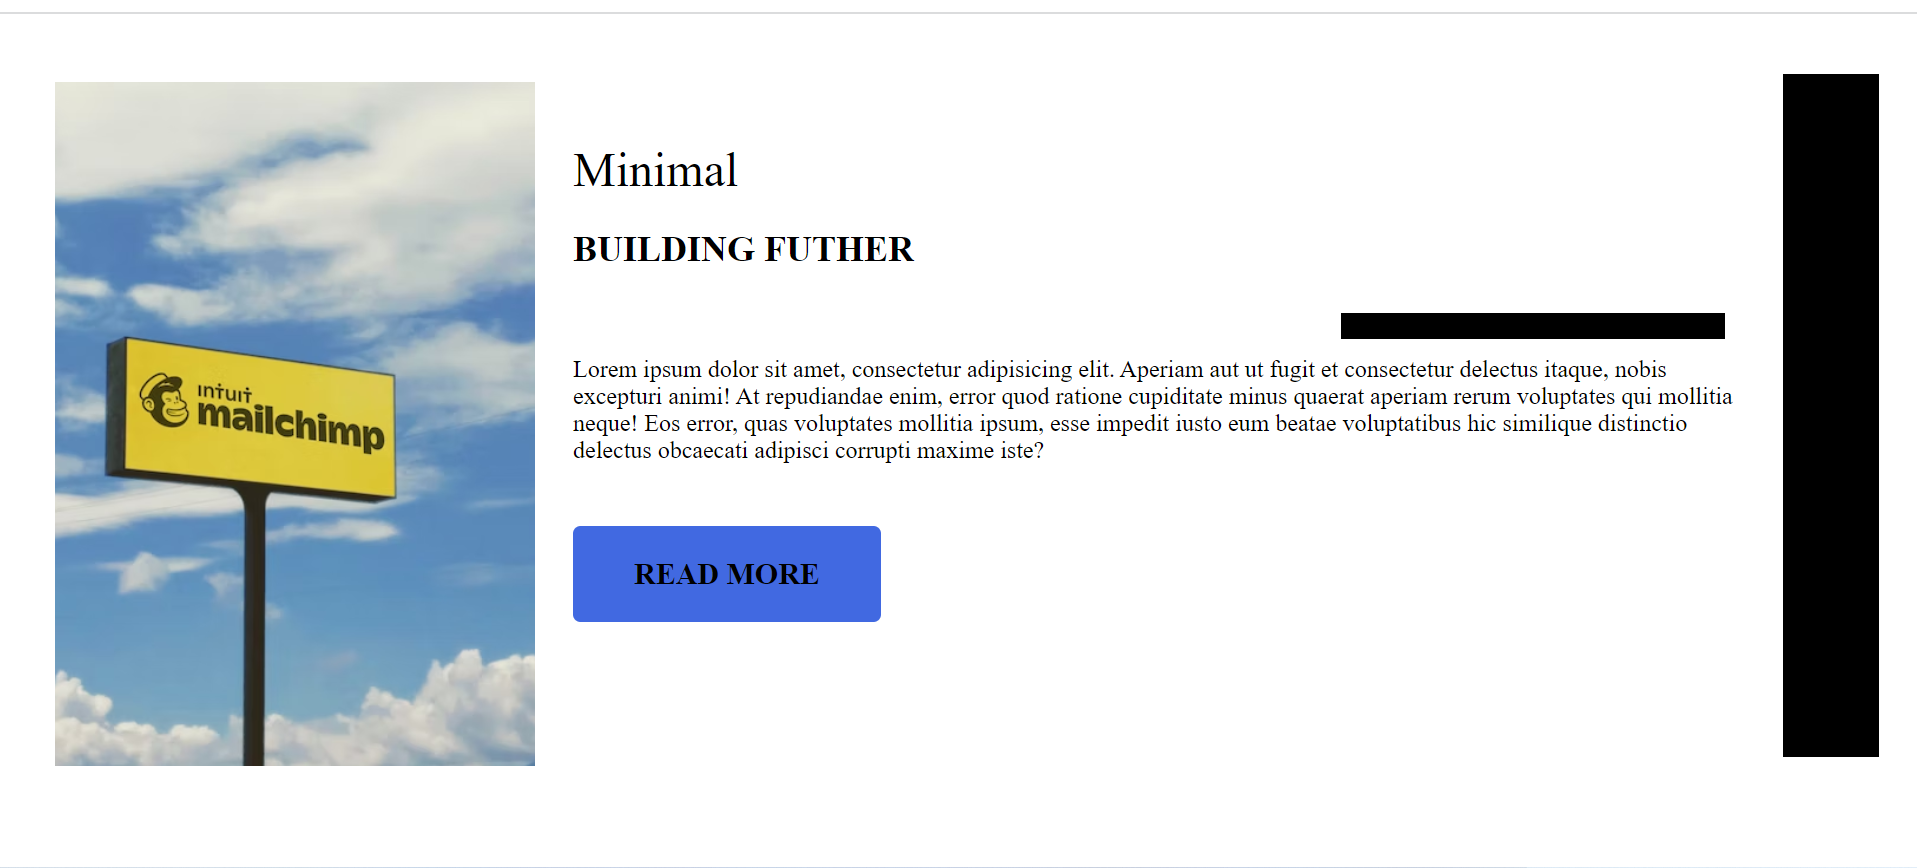 Minimal
BUILDING FUTHER
ıntuıt
mailchimp
Lorem ipsum dolor sit amet, consectetur adipisicing elit. Aperiam aut ut fugit et consectetur delectus itaque, nobis
excepturi animi! At repudiandae enim, error quod ratione cupiditate minus quaerat aperiam rerum voluptates qui mollitia
neque! Eos error, quas voluptates mollitia ipsum, esse impedit iusto eum beatae voluptatibus hic similique distinctio
delectus obcaecati adipisci corrupti maxime iste?
READ MORE